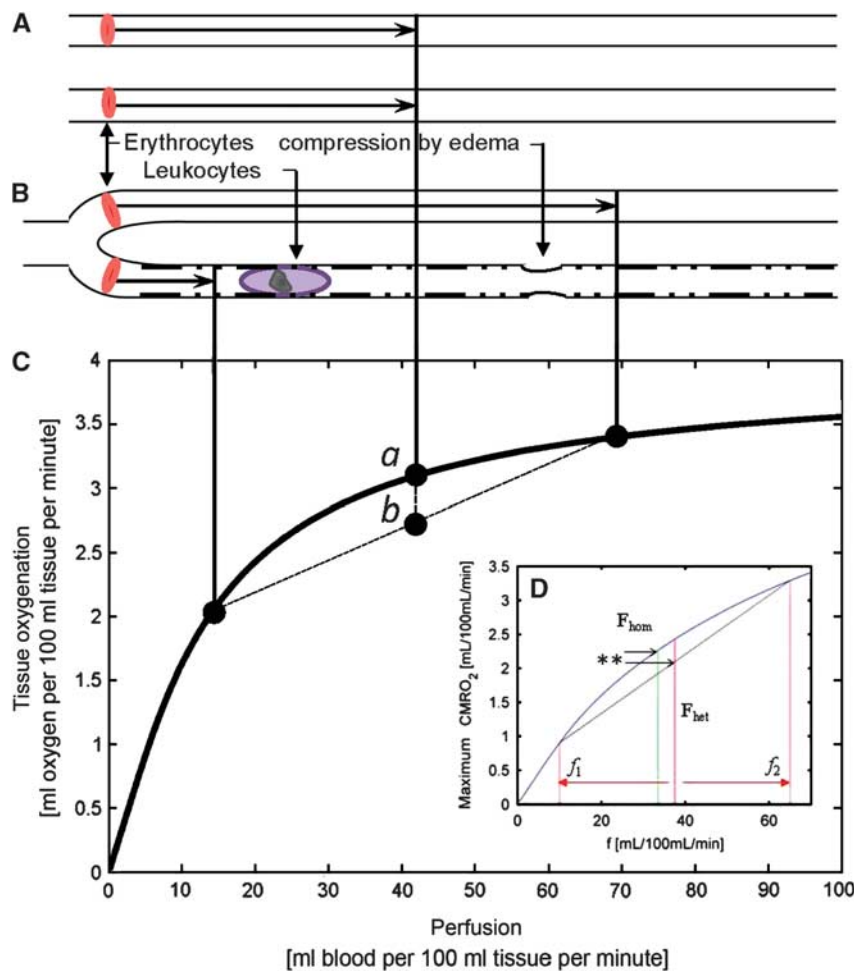 A
Erythrocytes compression by edema
Leukocytes
B
C
Tissue oxygenation
[ml oxygen per 100 ml tissue per minute]
4
3.5
3
2.5
2
1.5
1
0.5
0
a
b
0 10 20 30 40 50 60 70 80 90 100
Perfusion
[ml blood per 100 ml tissue per minute]
D
Maximum CMRO2 [mL/100mL/min]
3.5
3
2.5
2
1.5
1
0.5
0
Fhom
**
Fhet
f1 f2
0 20 40 60
f [mL/100mL/min]